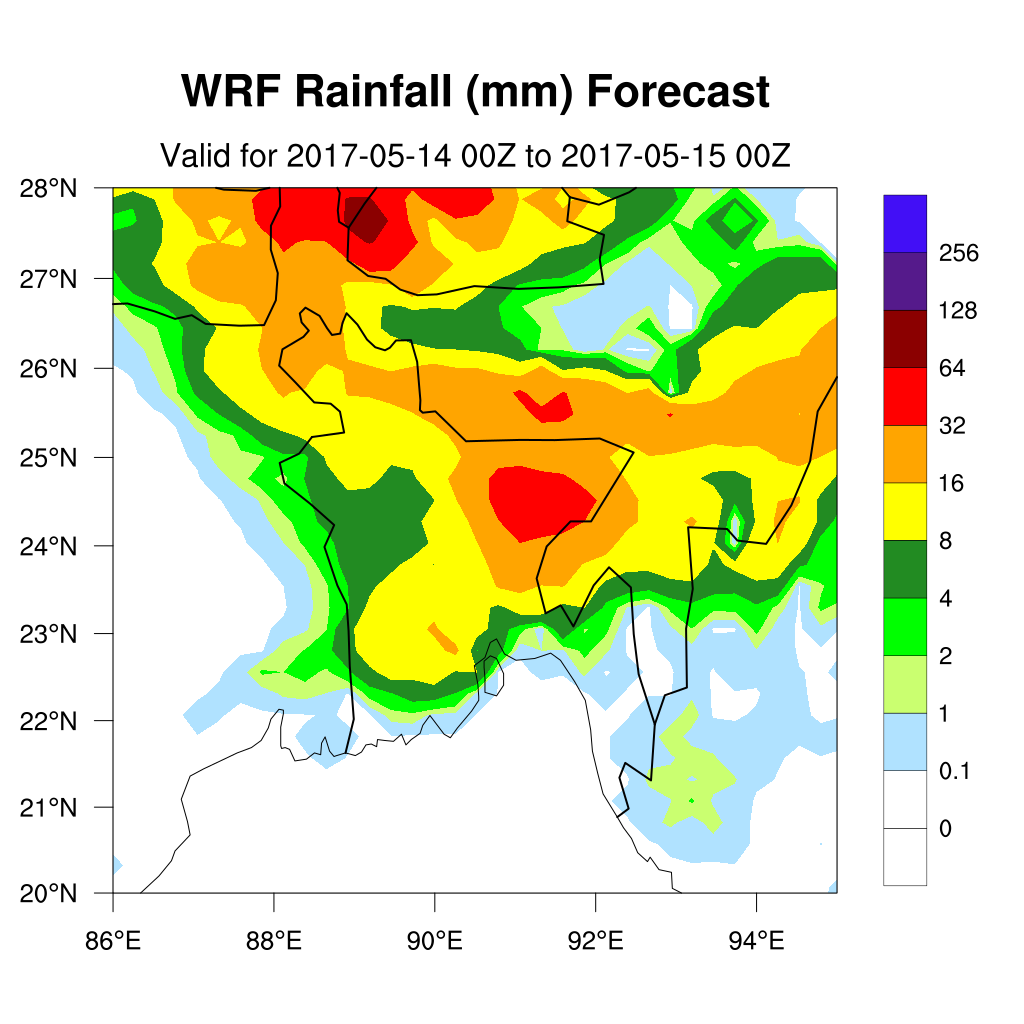 WRF Rainfall (mm) Forecast
Valid for 2017-05-14 00Z to 2017-05-15 00Z
28°N
27°N
26°N
25°N
24°N
23°N
22°N
21°N
20°N
86°E 88°E 90°E 92°E 94°E
256
128
64
32
16
8
4
2
1
0.1
0